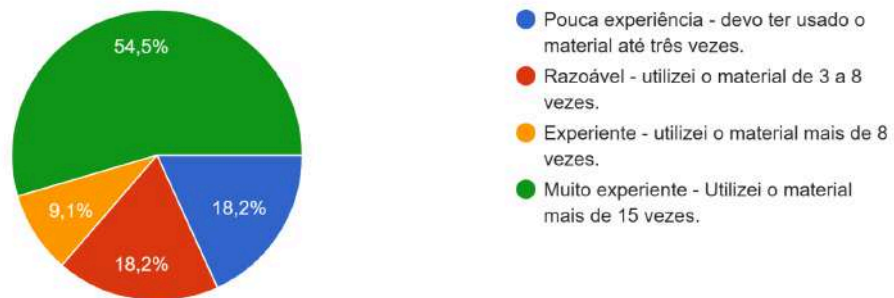 54,5%
9,1%
18,2%
18,2%
Pouca experiência - devo ter usado o
material até três vezes.
Razoável - utilizei o material de 3 a 8
vezes.
Experiente - utilizei o material mais de 8
vezes.
Muito experiente - Utilizei o material
mais de 15 vezes.